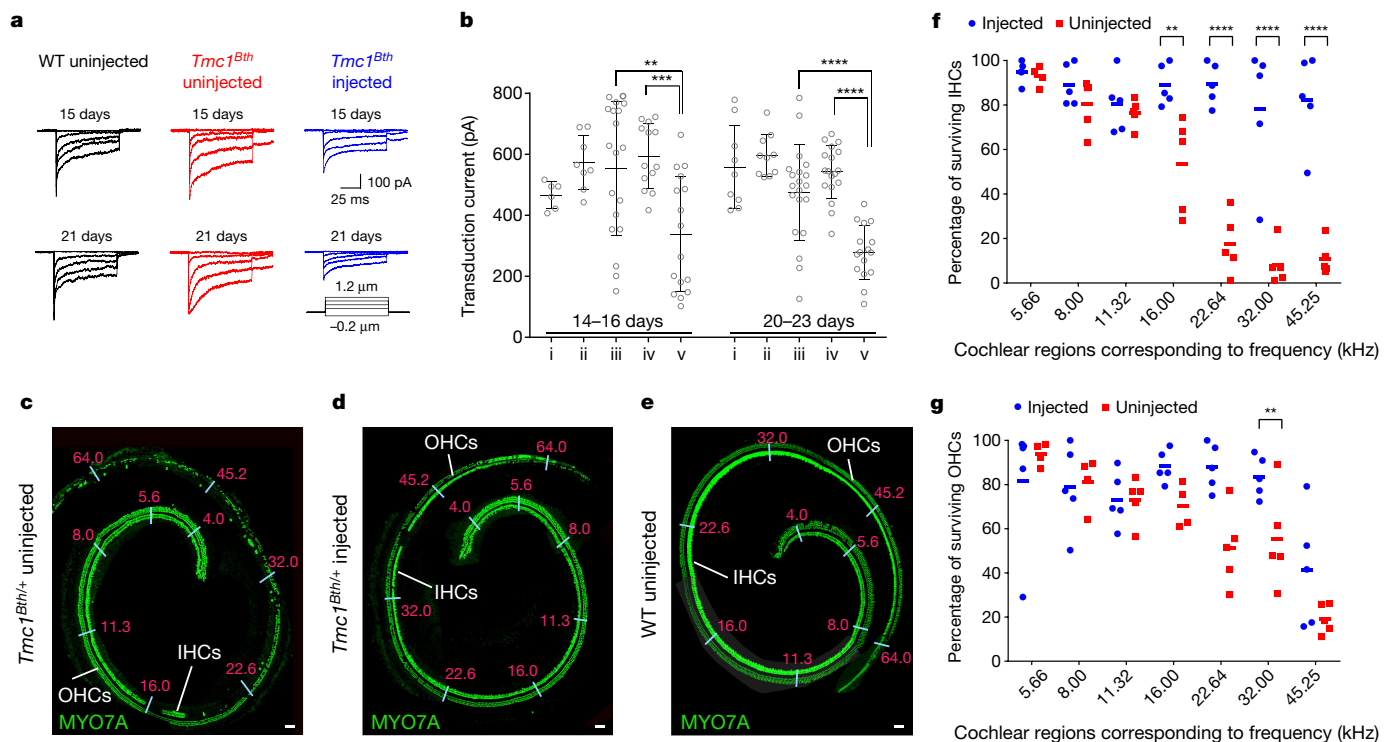 a
WT uninjected
Tmc1Bth
uninjected
Tmc1Bth
injected
15 days
15 days
15 days
100 pA
25 ms
21 days
21 days
21 days
1.2 μm
−0.2 μm
b
Transduction current (pA)
800
600
400
200
0
**
***
****
****
14–16 days
20–23 days
i
ii
iii
iv
v
i
ii
iii
iv
v
c
Tmc1Bth/+ uninjected
64.0
45.2
5.6
4.0
8.0
32.0
11.3
IHCs
22.6
OHCs
16.0
MYO7A
d
Tmc1Bth/+ injected
OHCs
64.0
45.2
5.6
4.0
8.0
IHCs
32.0
11.3
22.6
16.0
MYO7A
e
WT uninjected
32.0
OHCs
45.2
22.6
4.0
5.6
IHCs
16.0
8.0
11.3
64.0
MYO7A
f
Injected
Uninjected
**
****
****
****
Percentage of surviving IHCs
100
80
60
40
20
0
5.66
8.00
11.32
16.00
22.64
32.00
45.25
Cochlear regions corresponding to frequency (kHz)
g
Injected
Uninjected
**
Percentage of surviving OHCs
100
80
60
40
20
0
5.66
8.00
11.32
16.00
22.64
32.00
45.25
Cochlear regions corresponding to frequency (kHz)